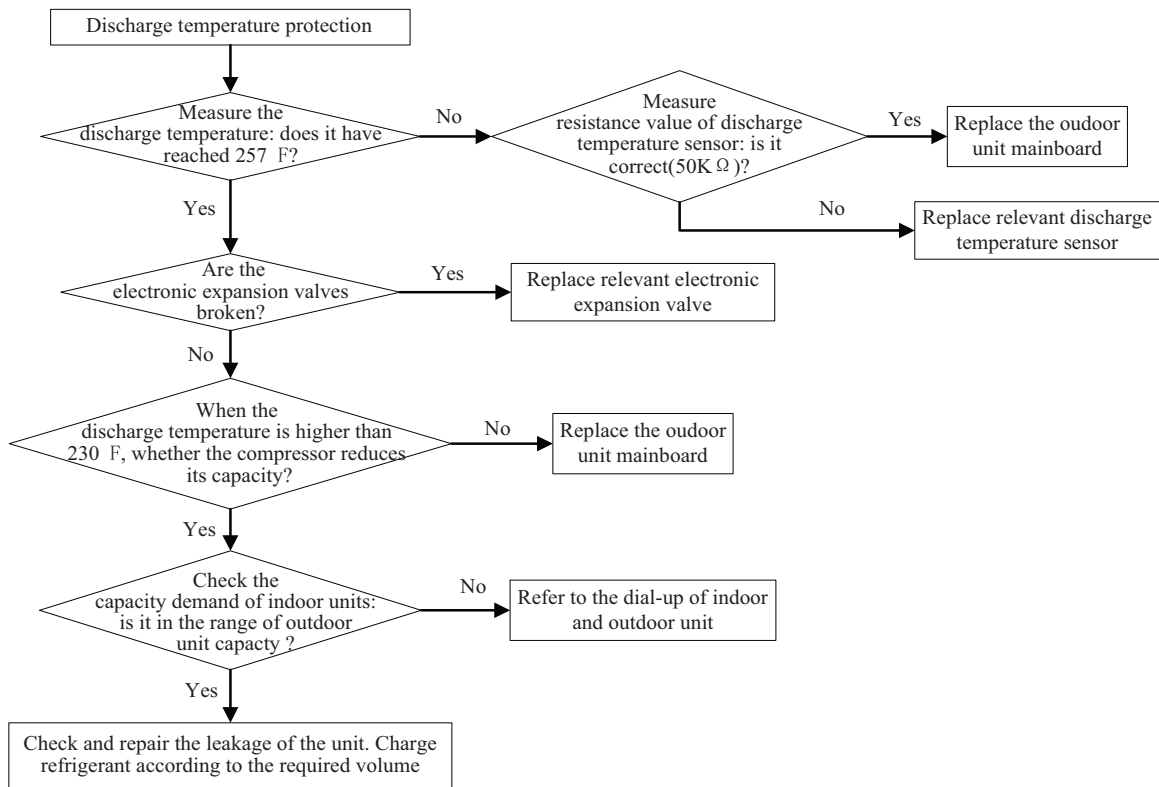 Discharge temperature protection
Measure the
discharge temperature: does it have
reached 257 F?
No
Measure
resistance value of discharge
temperature sensor: is it
correct(50KΩ)?
Yes
Replace the oudoor
unit mainboard
No
Replace relevant discharge
temperature sensor
Yes
Are the
electronic expansion valves
broken?
Yes
Replace relevant electronic
expansion valve
No
When the
discharge temperature is higher than
230 F, whether the compressor reduces
its capacity?
No
Replace the oudoor
unit mainboard
Yes
Check the
capacity demand of indoor units:
is it in the range of outdoor
unit capacty ?
No
Refer to the dial-up of indoor
and outdoor unit
Yes
Check and repair the leakage of the unit. Charge
refrigerant according to the required volume